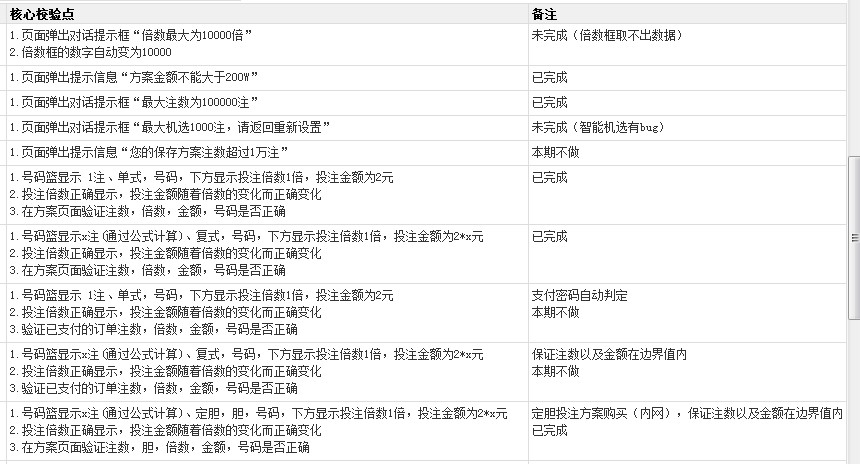 核心校验点 备注
1.页面弹出对话提示框“倍数最大为10000倍” 未完成（倍数框取不出数据）
2.倍数框的数字自动变为10000
1.页面弹出提示信息“方案金额不能大于200W” 已完成
1.页面弹出对话提示框“最大注数为100000注” 已完成
1.页面弹出对话提示框“最大机选1000注，请返回重新设置” 未完成（智能机选有bug）
1.页面弹出提示信息“您的保存方案注数超过1万注” 本期不做
1.号码篮显示 1注、单式，号码，下方显示投注倍数1倍，投注金额为2元 已完成
2.投注倍数正确显示，投注金额随着倍数的变化而正确变化
3.在方案页面验证注数，倍数，金额，号码是否正确
1.号码篮显示x注(通过公式计算)、复式，号码，下方显示投注倍数1倍，投注金额为2*x元 已完成
2.投注倍数正确显示，投注金额随着倍数的变化而正确变化
3.在方案页面验证注数，倍数，金额，号码是否正确
1.号码篮显示 1注、单式，号码，下方显示投注倍数1倍，投注金额为2元 支付密码自动判定
2.投注倍数正确显示，投注金额随着倍数的变化而正确变化 本期不做
3.验证已支付的订单注数，倍数，金额，号码是否正确
1.号码篮显示x注(通过公式计算)、复式，号码，下方显示投注倍数1倍，投注金额为2*x元 保证注数以及金额在边界值内
2.投注倍数正确显示，投注金额随着倍数的变化而正确变化 本期不做
3.验证已支付的订单注数，倍数，金额，号码是否正确
1.号码篮显示x注(通过公式计算)、定胆，胆，号码，下方显示投注倍数1倍，投注金额为2*x元 定胆投注方案购买（内网），保证注数以及金额在边界值内
2.投注倍数正确显示，投注金额随着倍数的变化而正确变化 已完成
3.在方案页面验证注数，胆，倍数，金额，号码是否正确